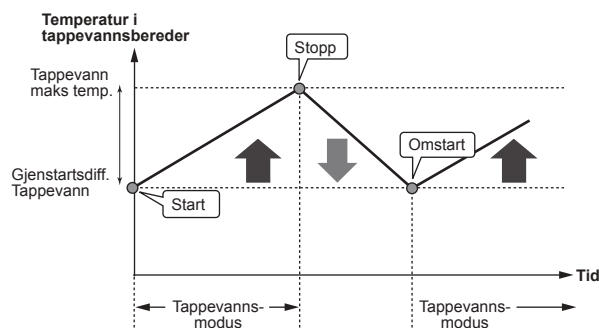 Temperatur i
tappevannsbereder
Stopp
Tappevann
maks temp.
Omstart
Gjenstartsdiff.
Tappevann
Start
Tid
Tappevanns-
modus
Tappevanns-
modus